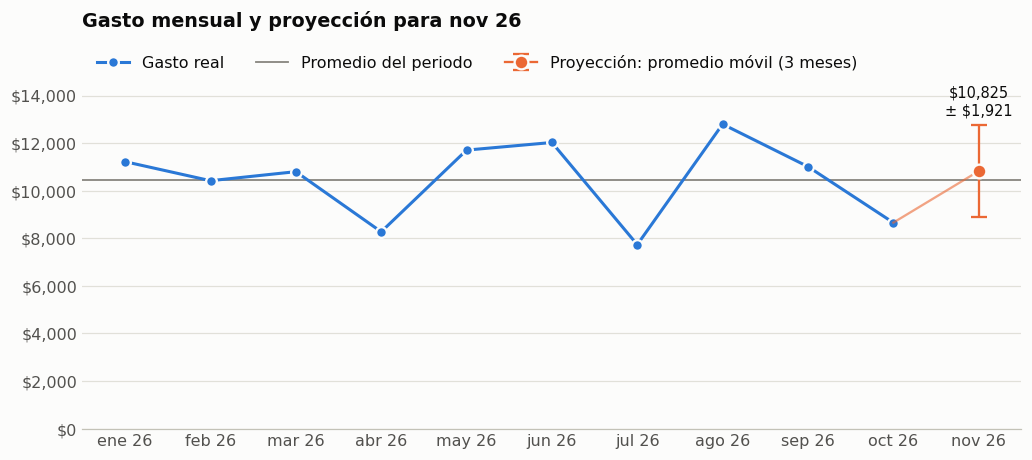 Gasto mensual y proyección para nov 26
Gasto real
Promedio del periodo
Proyección: promedio móvil (3 meses)
$10,825
± $1,921
$14,000
$12,000
$10,000
$8,000
$6,000
$4,000
$2,000
$0
ene 26
feb 26
mar 26
abr 26
may 26
jun 26
jul 26
ago 26
sep 26
oct 26
nov 26